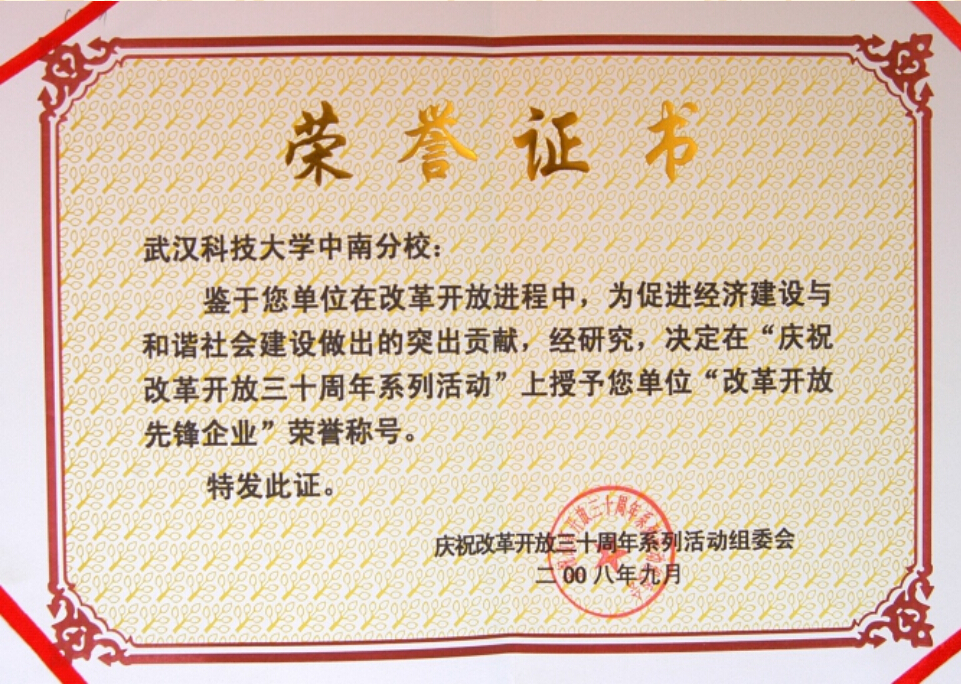 荣誉证书
武汉科技大学中南分校：
鉴于您单位在改革开放进程中，为促进经济建设与
和谐社会建设做出的突出贡献，经研究，决定在“庆祝
改革开放三十周年系列活动”上授予您单位“改革开放
先锋企业”荣誉称号。
特发此证。
庆祝改革开放三十周年系列活动组委会
二00八年九月